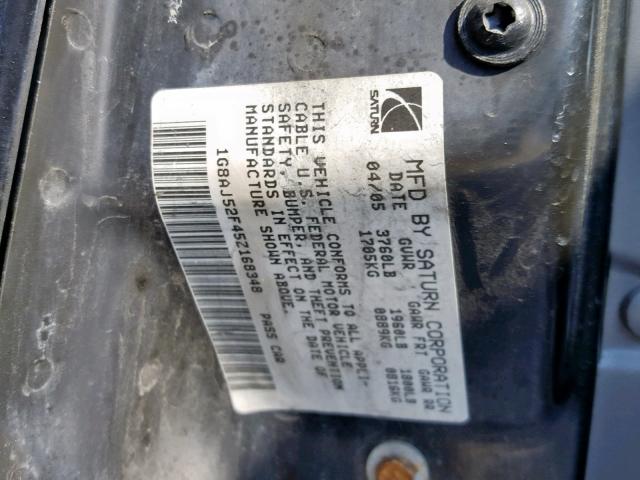 SATURN
MFD BY SATURN CORPORATION
DATE GVWR GAWR FRT GAWR RR
04/05 3760LB 1960LB 1800LB
1705KG 0889KG 0816KG
THIS VEHICLE CONFORMS TO ALL APPLI-
CABLE U.S. FEDERAL MOTOR VEHICLE
SAFETY, BUMPER, AND THEFT PREVENTION
STANDARDS IN EFFECT ON THE DATE OF
MANUFACTURE SHOWN ABOVE.
1G8AJ52F45Z168348 PASS CAR